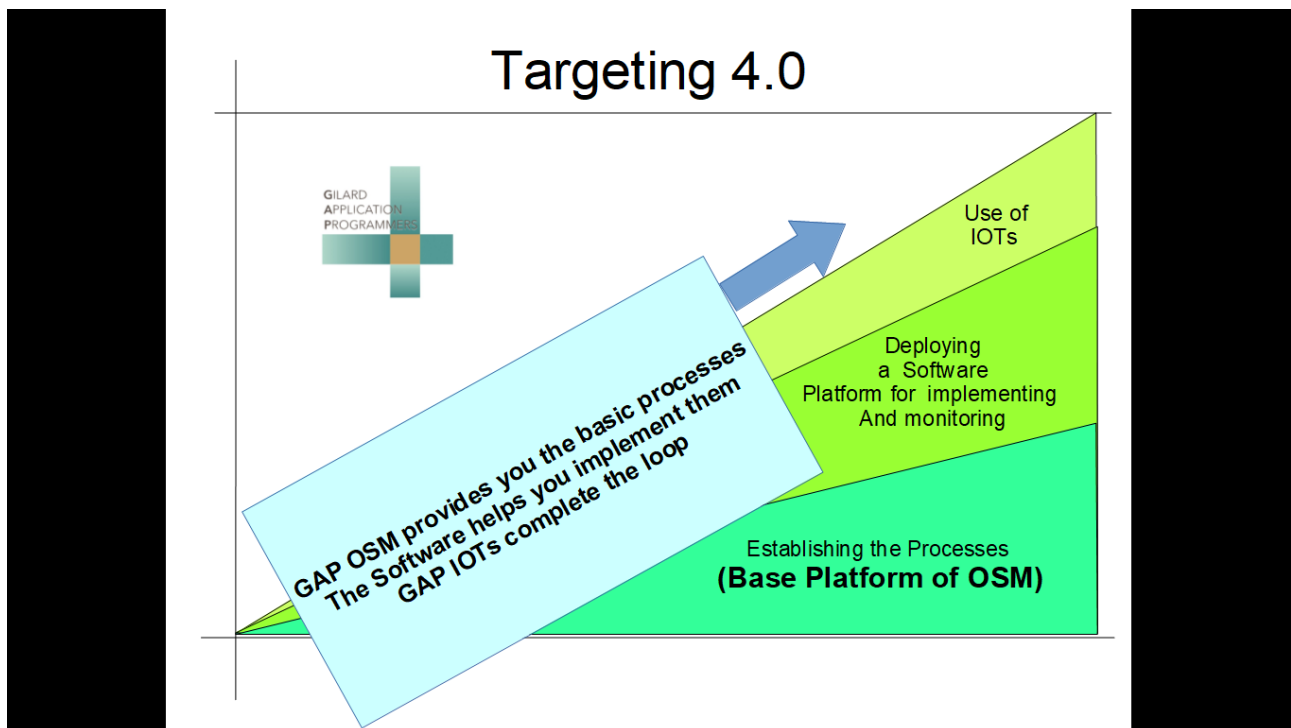 Targeting 4.0
GILARD
APPLICATION
PROGRAMMERS
Use of
IOTs
Deploying
a Software
Platform for implementing
And monitoring
GAP OSM provides you the basic processes
The Software helps you implement them
GAP IOTs complete the loop
Establishing the Processes
(Base Platform of OSM)